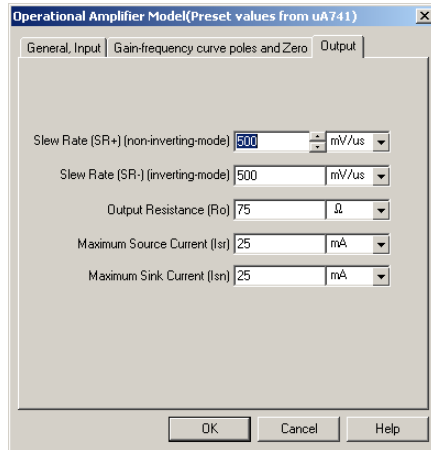 Operational Amplifier Model(Preset values from uA741)
General, Input Gain-frequency curve poles and Zero Output
Slew Rate (SR+) (non-inverting-mode) 500 mV/us
Slew Rate (SR-) (inverting-mode) 500 mV/us
Output Resistance (Ro) 75 Ω
Maximum Source Current (Isr) 25 mA
Maximum Sink Current (Isn) 25 mA
OK Cancel Help